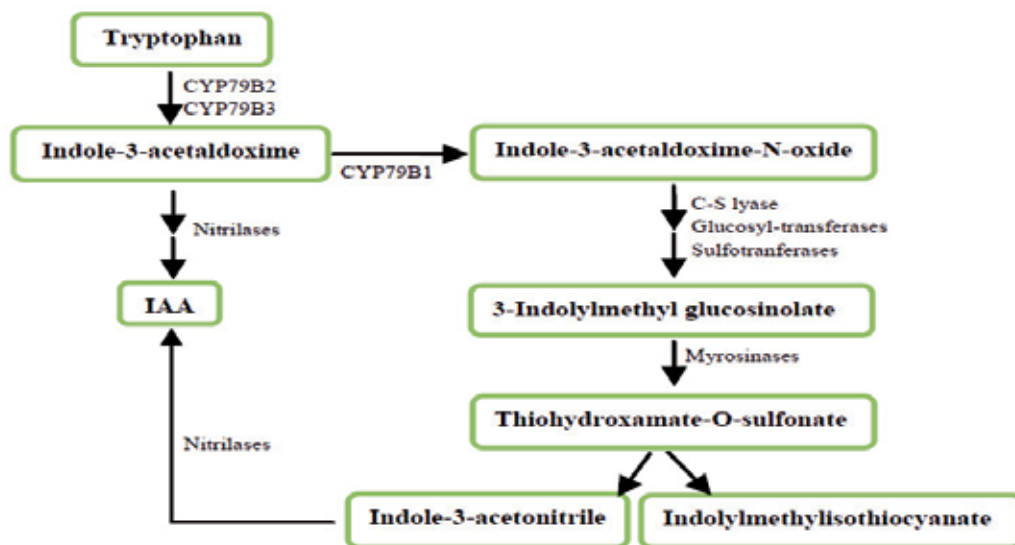 Tryptophan
CYP79B2
CYP79B3
Indole-3-acetaldoxime
CYP79B1
Indole-3-acetaldoxime-N-oxide
Nitrilases
C-S lyase
Glucosyl-transferases
Sulfotranferases
IAA
3-Indolylmethyl glucosinolate
Myrosinases
Thiohydroxamate-O-sulfonate
Nitrilases
Indole-3-acetonitrile
Indolylmethylisothiocyanate